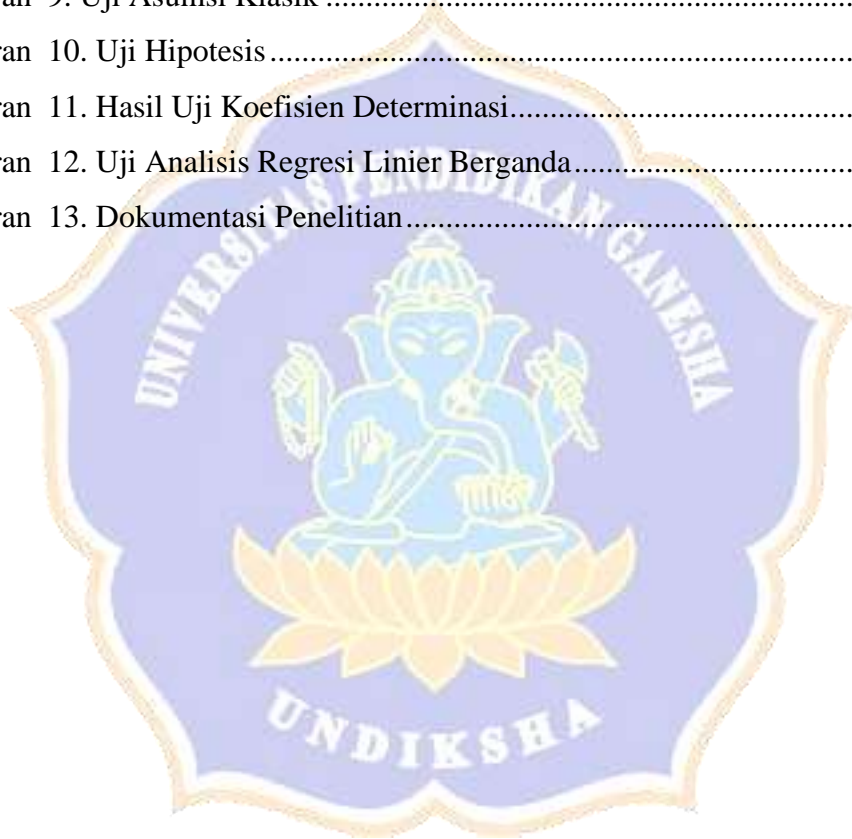 ran 9. Uji Asumsi Klasik ........................................................................
ran 10. Uji Hipotesis ........................................................................
ran 11. Hasil Uji Koefisien Determinasi ............................................
ran 12. Uji Analisis Regresi Linier Berganda ....................................
ran 13. Dokumentasi Penelitian ........................................................
UNIVERSITAS PENDIDIKAN GANESHA
UNDIKSHA